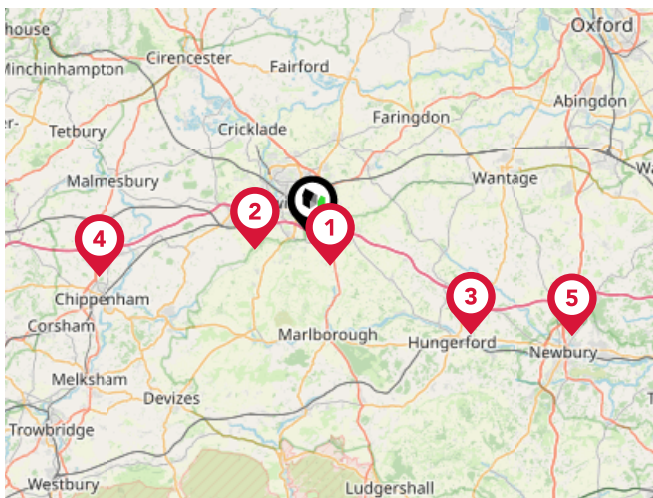 house
Oxford
Cirencester
Minchinhampton
Fairford
Abingdon
Faringdon
Cricklade
Tetbury
Malmesbury
Wantage
2
1
4
3
5
Chippenham
Corsham
Marlborough
Hungerford
Newbury
Melksham
Devizes
Trowbridge
Westbury
Ludgershall